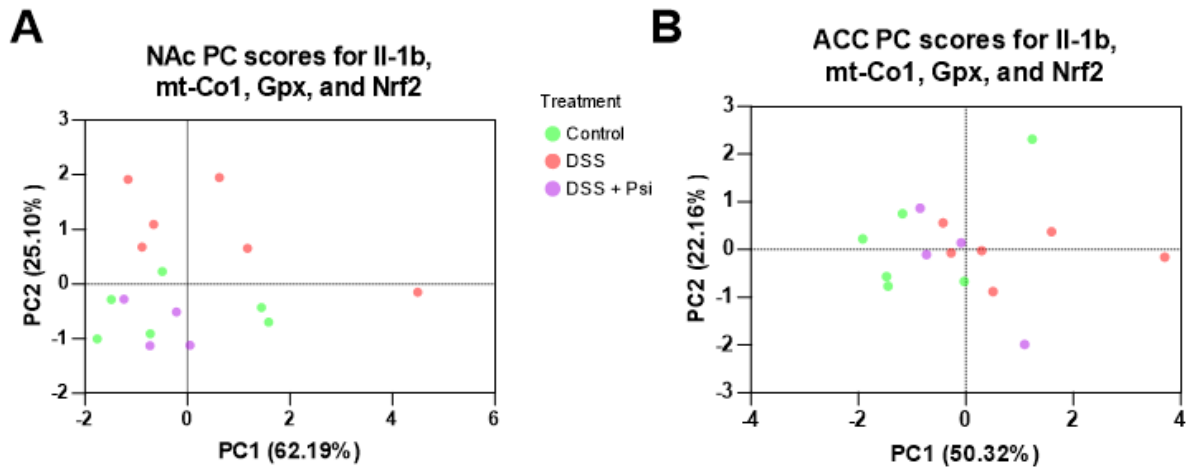 A
NAc PC scores for Il-1b,
mt-Co1, Gpx, and Nrf2
PC2 (25.10% )
3
2
1
0
-1
-2
-2
0
2
4
6
PC1 (62.19%)
Treatment
Control
DSS
DSS + Psi
B
ACC PC scores for Il-1b,
mt-Co1, Gpx, and Nrf2
PC2 (22.16% )
3
2
1
0
-1
-2
-3
-4
-2
0
2
4
PC1 (50.32%)